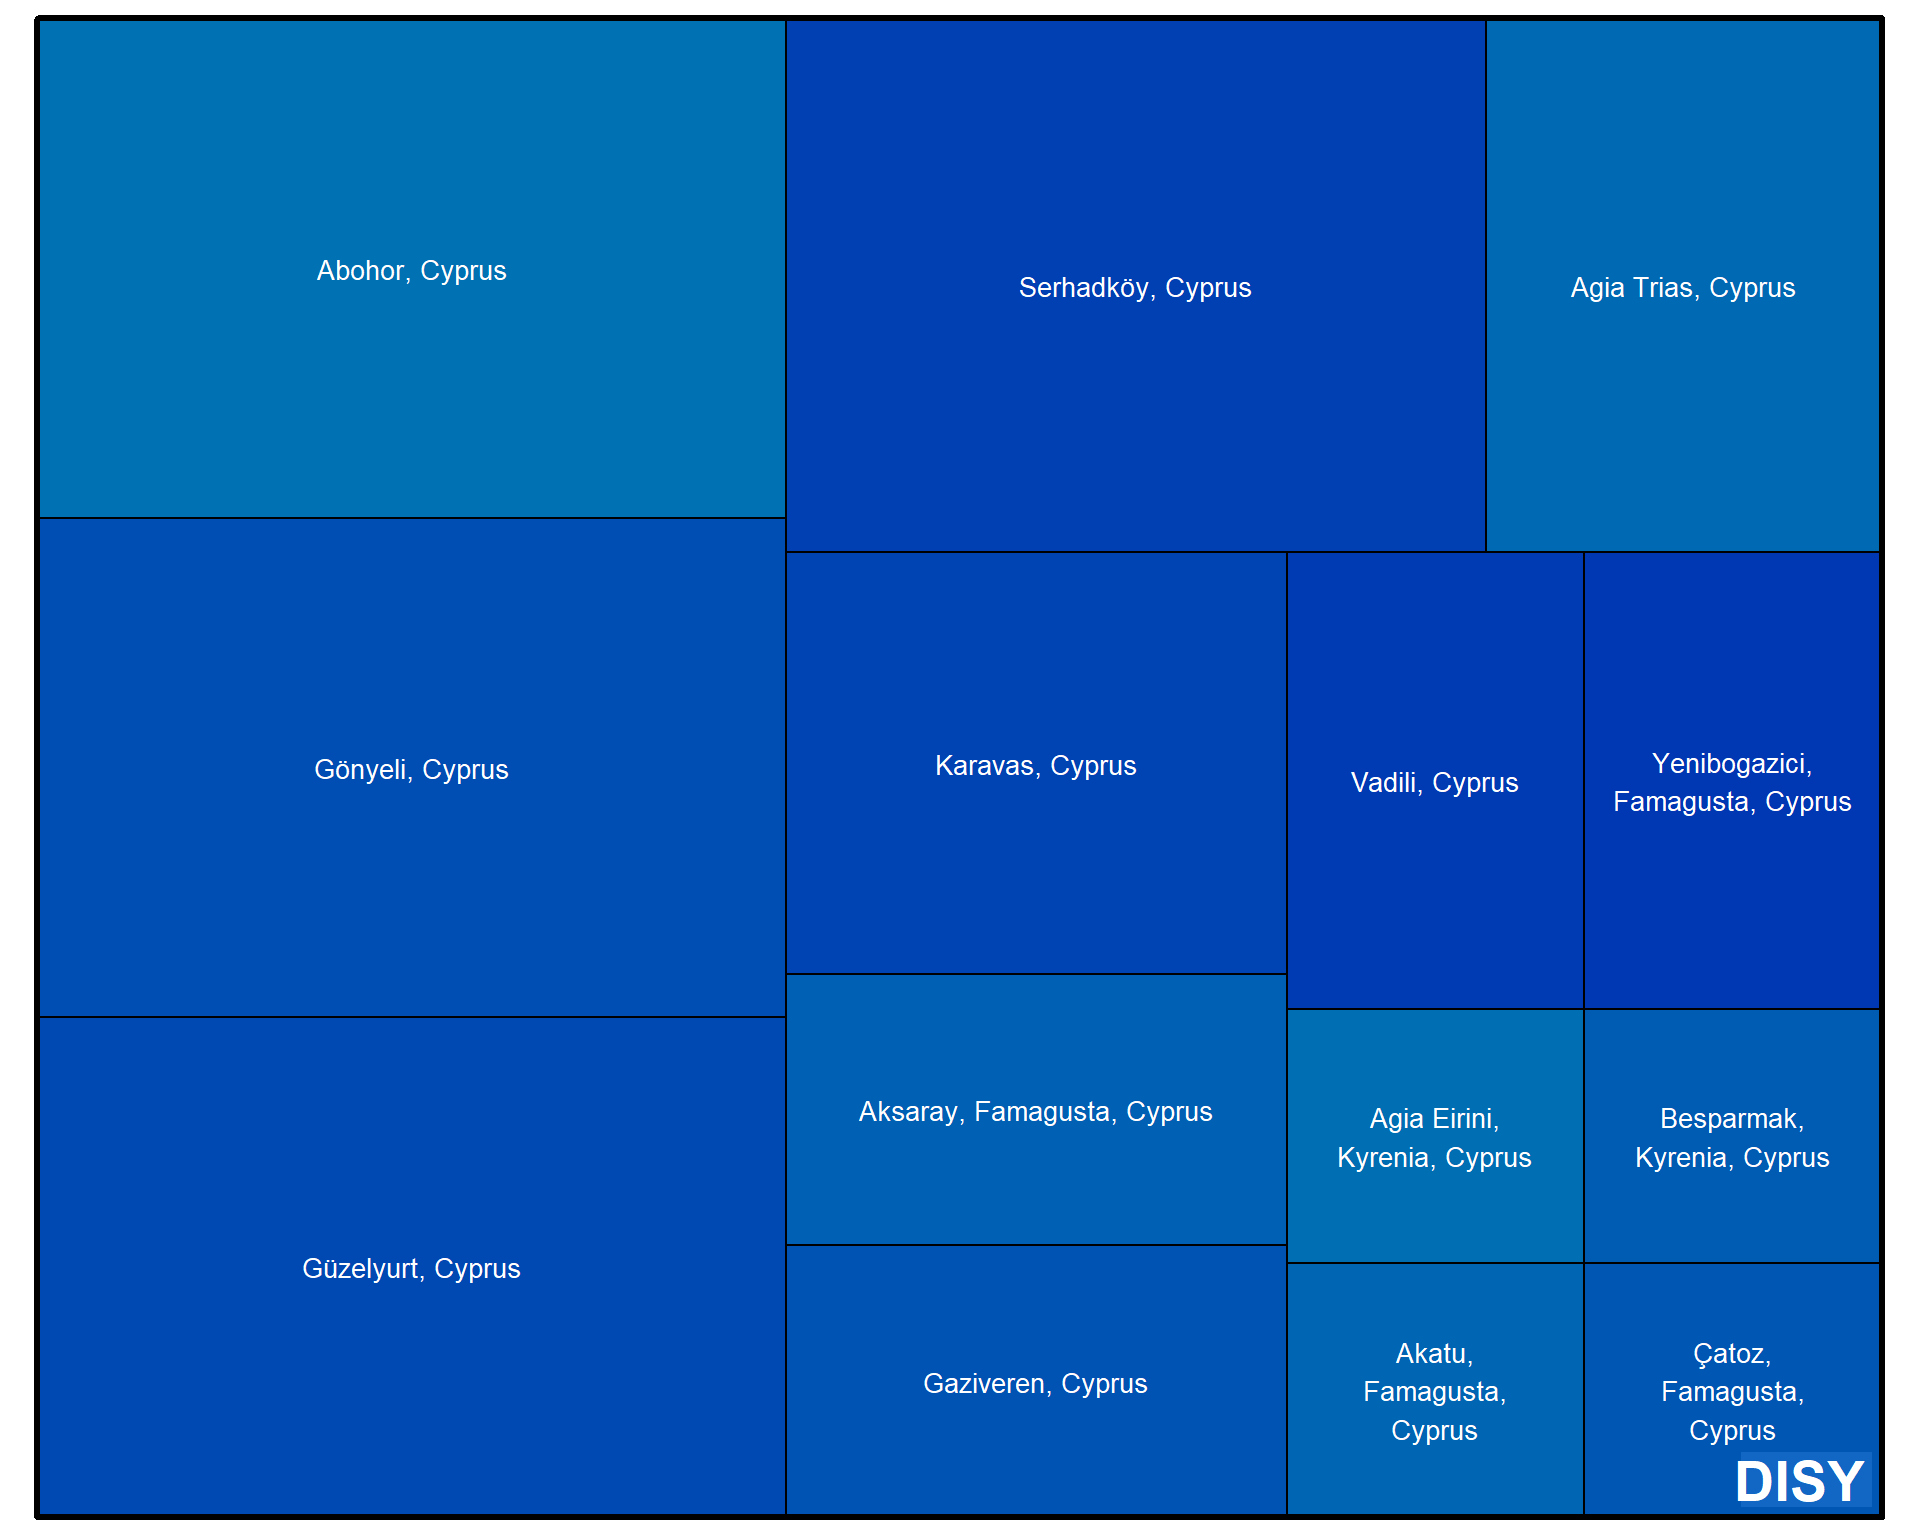 Abohor, Cyprus
Serhadköy, Cyprus
Agia Trias, Cyprus
Gönyeli, Cyprus
Karavas, Cyprus
Vadili, Cyprus
Yenibogazici,
Famagusta, Cyprus
Aksaray, Famagusta, Cyprus
Agia Eirini,
Kyrenia, Cyprus
Besparmak,
Kyrenia, Cyprus
Güzelyurt, Cyprus
Gaziveren, Cyprus
Akatu,
Famagusta,
Cyprus
Çatoz,
Famagusta,
Cyprus
DISY